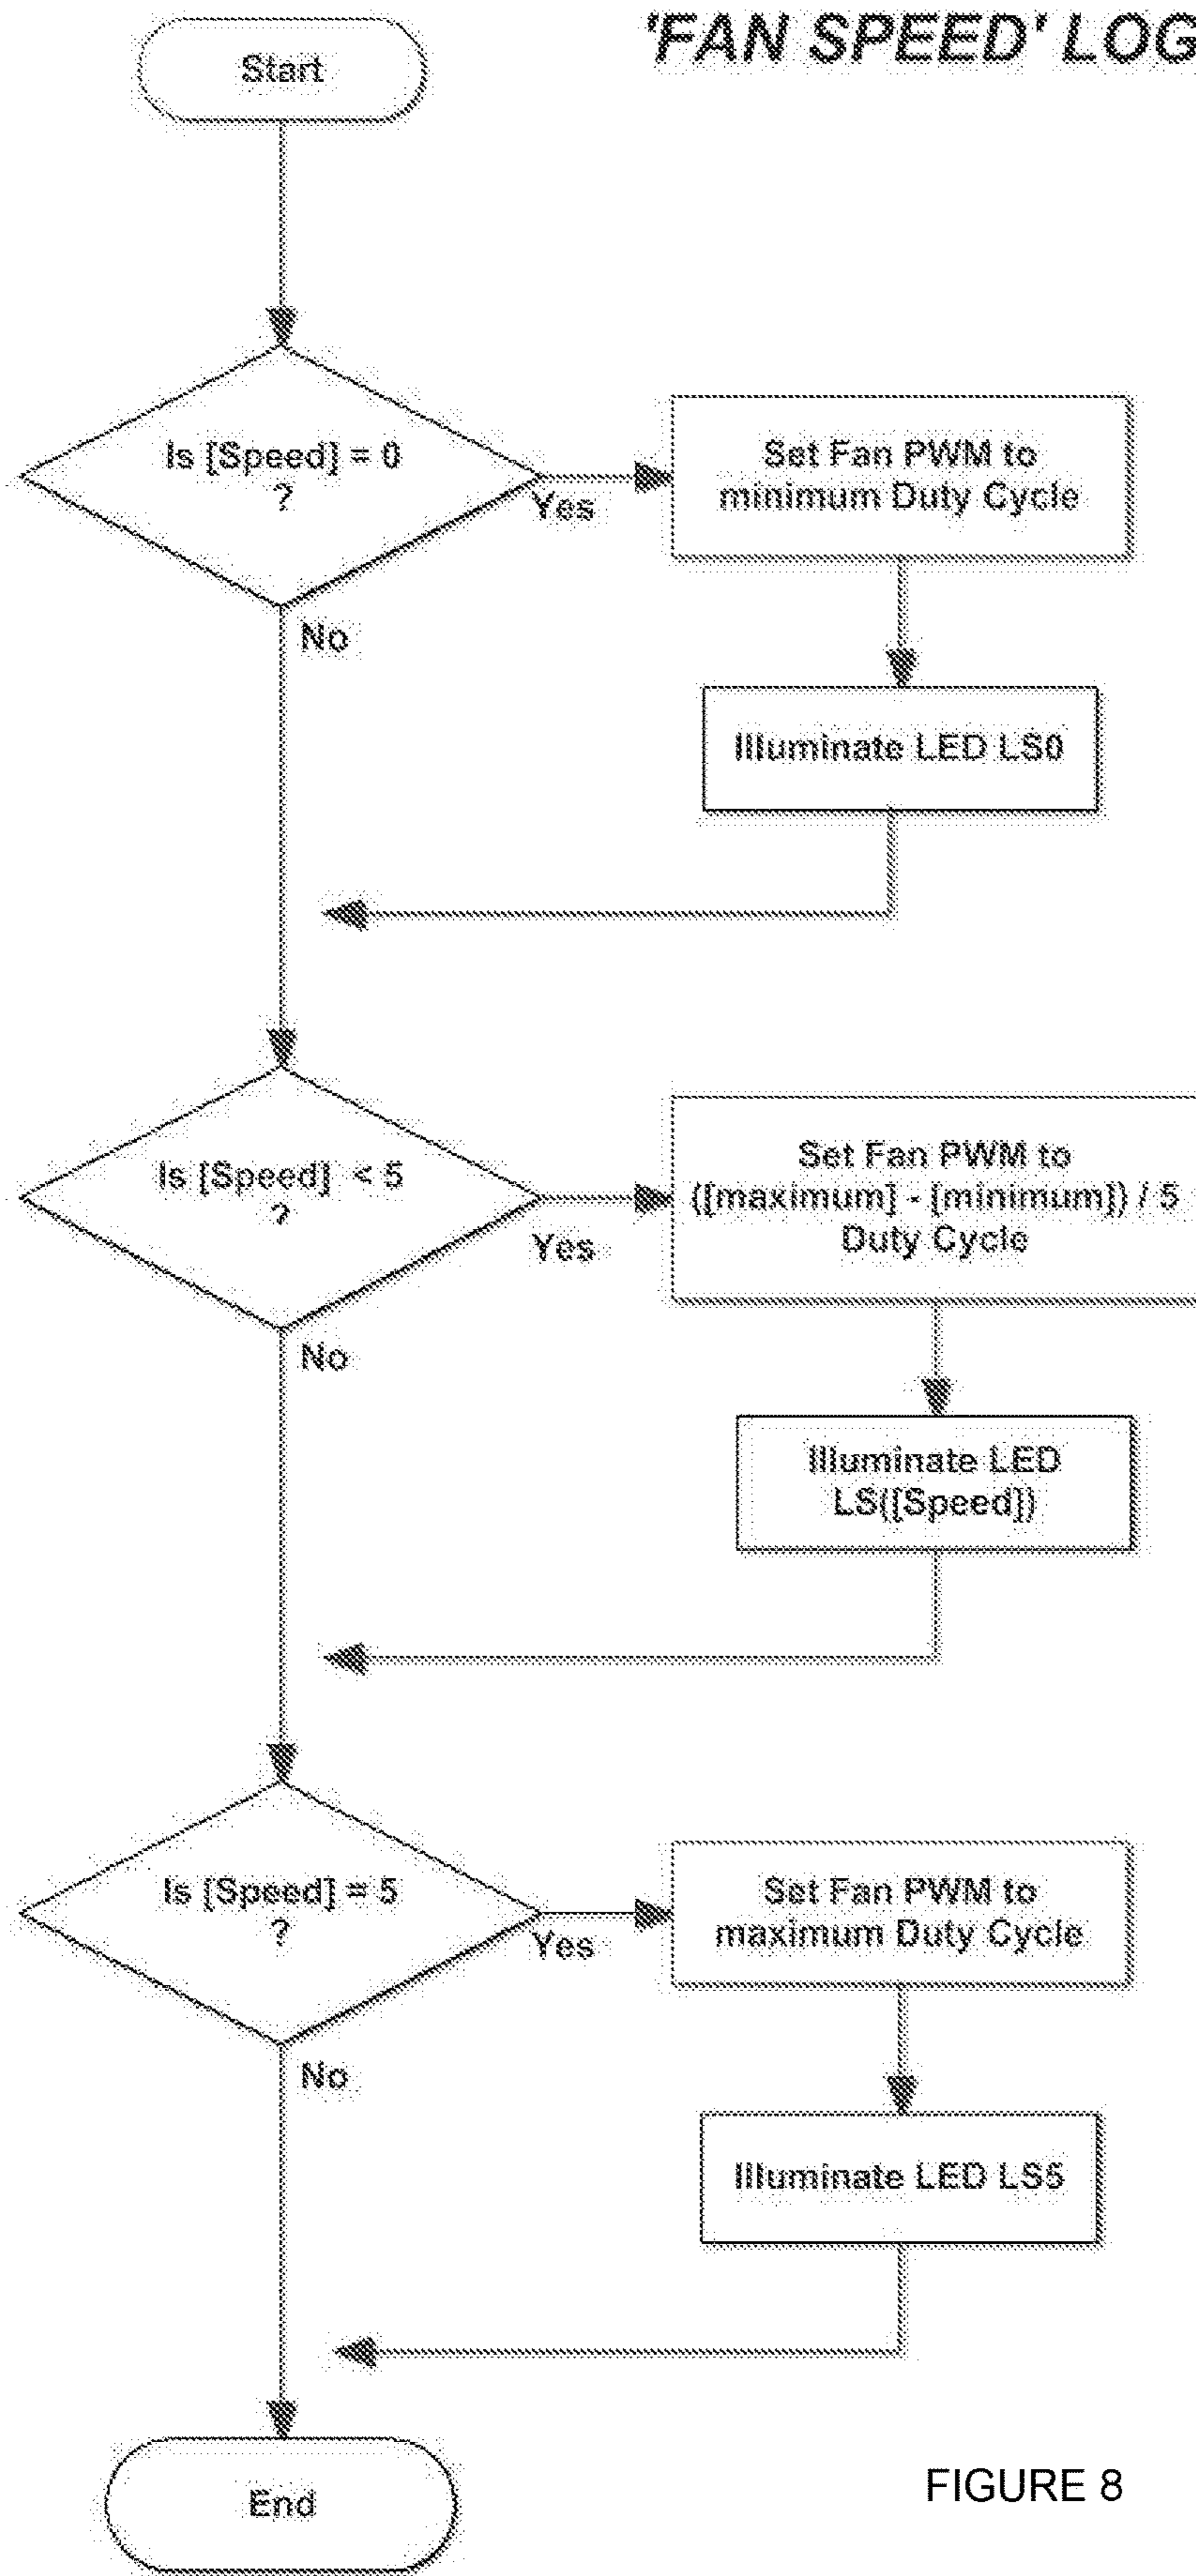 'FAN SPEED' LOG
Start
Is [Speed] = 0
?
Yes
No
Set Fan PWM to
minimum Duty Cycle
Illuminate LED LS0
Is [Speed] < 5
?
Yes
No
Set Fan PWM to
([maximum] - [minimum]) / 5
Duty Cycle
Illuminate LED
LS([Speed])
Is [Speed] = 5
?
Yes
No
Set Fan PWM to
maximum Duty Cycle
Illuminate LED LS5
End
FIGURE 8